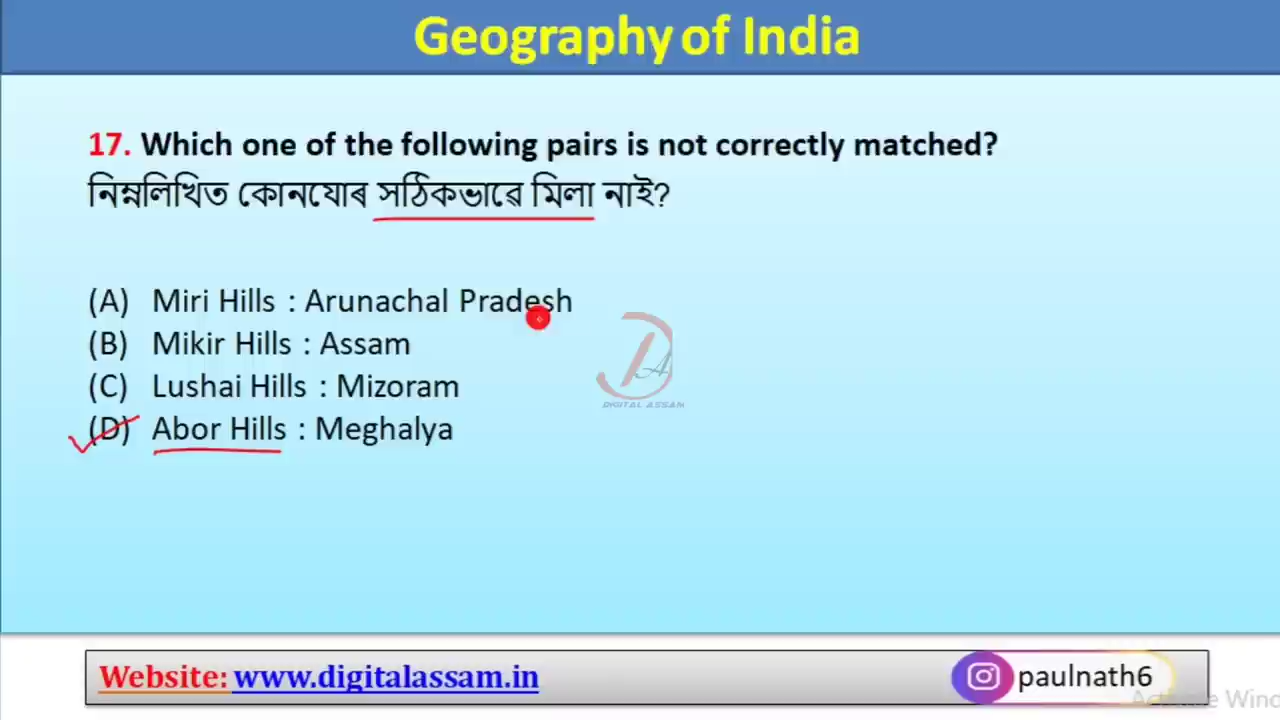 Geography of India
17. Which one of the following pairs is not correctly matched?
নিম্নলিখিত কোনযোৰ সঠিকভাৱে মিলা নাই?
(A) Miri Hills : Arunachal Pradesh
(B) Mikir Hills : Assam
(C) Lushai Hills : Mizoram
(D) Abor Hills : Meghalya
DIGITAL ASSAM
Website: www.digitalassam.in
paulnath6
Activate Wind